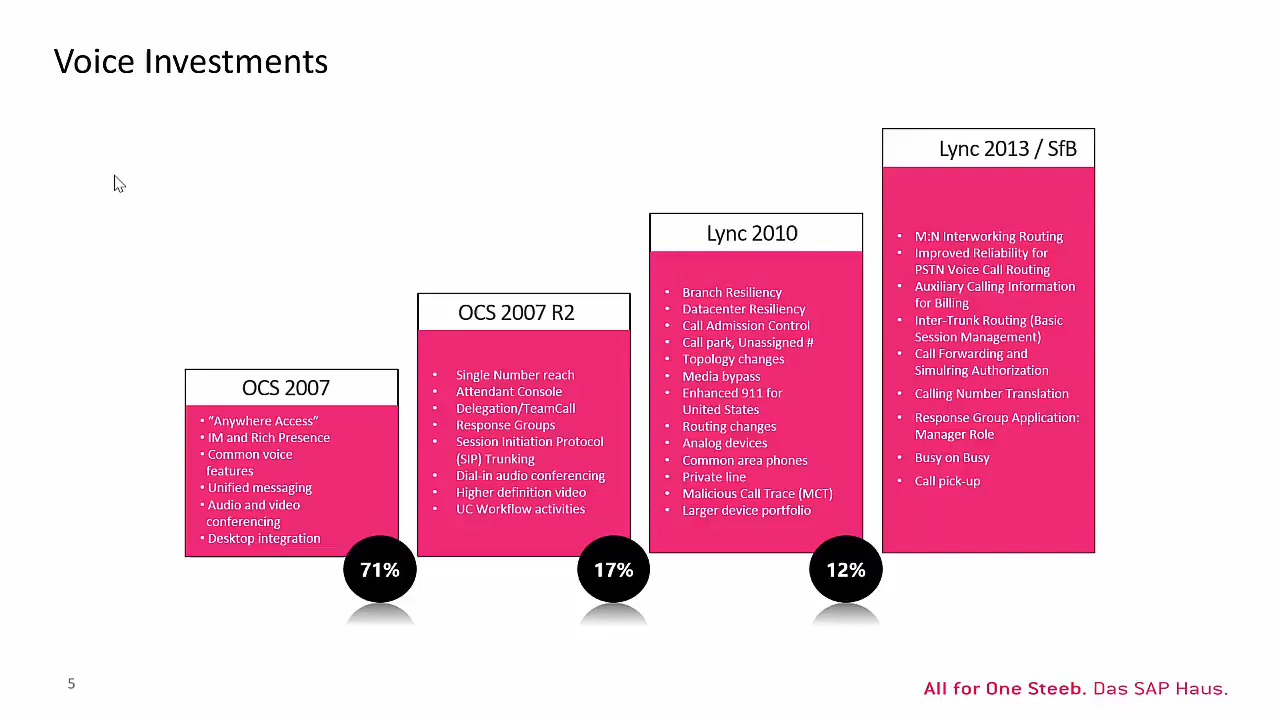 Voice Investments
OCS 2007
• “Anywhere Access”
• IM and Rich Presence
• Common voice
features
• Unified messaging
• Audio and video
conferencing
• Desktop integration
71%
OCS 2007 R2
• Single Number reach
• Attendant Console
• Delegation/TeamCall
• Response Groups
• Session Initiation Protocol
(SIP) Trunking
• Dial-in audio conferencing
• Higher definition video
• UC Workflow activities
17%
Lync 2010
• Branch Resiliency
• Datacenter Resiliency
• Call Admission Control
• Call park, Unassigned #
• Topology changes
• Media bypass
• Enhanced 911 for
United States
• Routing changes
• Analog devices
• Common area phones
• Private line
• Malicious Call Trace (MCT)
• Larger device portfolio
12%
Lync 2013 / SfB
• M:N Interworking Routing
• Improved Reliability for
PSTN Voice Call Routing
• Auxiliary Calling Information
for Billing
• Inter-Trunk Routing (Basic
Session Management)
• Call Forwarding and
Simulring Authorization
• Calling Number Translation
• Response Group Application:
Manager Role
• Busy on Busy
• Call pick-up
5
All for One Steeb. Das SAP Haus.